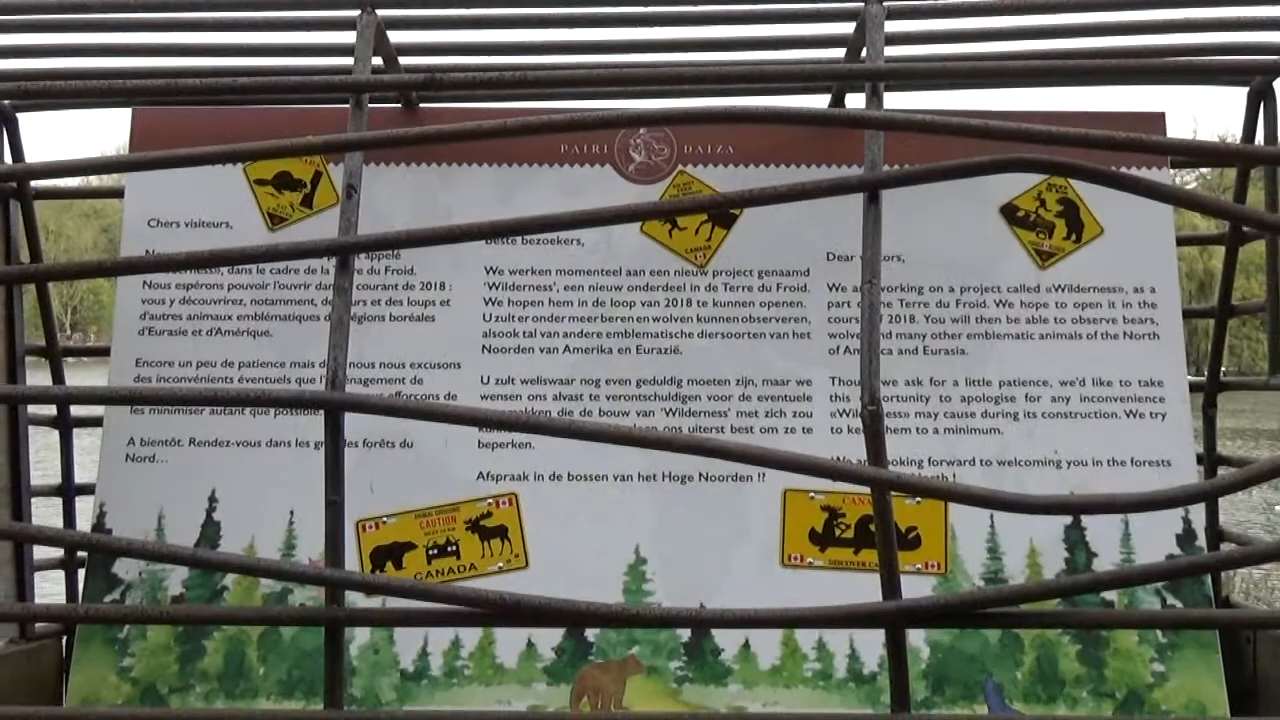 PAIRI DAIZA
Chers visiteurs,
appelé
dans le cadre de la du Froid.
Nous espérons pouvoir l'ouvrir courant de 2018 :
vous y découvrirez, notamment, et des loups et
d'autres animaux emblématiques régions boréales
d'Eurasie et d'Amérique.
Encore un peu de patience mais nous nous excusons
des inconvénients éventuels que
efforçons de
les minimiser autant que possible.
A bientôt. Rendez-vous dans les forêts du
Nord...
Beste bezoekers,
We werken momenteel aan een nieuw project genaamd
'Wilderness', een nieuw onderdeel in de Terre du Froid.
We hopen hem in de loop van 2018 te kunnen openen.
U zult er onder meer beren en wolven kunnen observeren,
alsook tal van andere emblematische diersoorten van het
Noorden van Amerika en Eurazië.
U zult weliswaar nog even geduldig moeten zijn, maar we
wensen ons alvast te verontschuldigen voor de eventuele
die de bouw van 'Wilderness' met zich zou
ons uiterst best om ze te
beperken.
Afspraak in de bossen van het Hoge Noorden !?
Dear
We working on a project called «Wilderness», as a
part Terre du Froid. We hope to open it in the
2018. You will then be able to observe bears,
and many other emblematic animals of the North
of and Eurasia.
we ask for a little patience, we'd like to take
this to apologise for any inconvenience
may cause during its construction. We try
to them to a minimum.
looking forward to welcoming you in the forests
CANADA
CAUTION
CANADA
DISCOVER